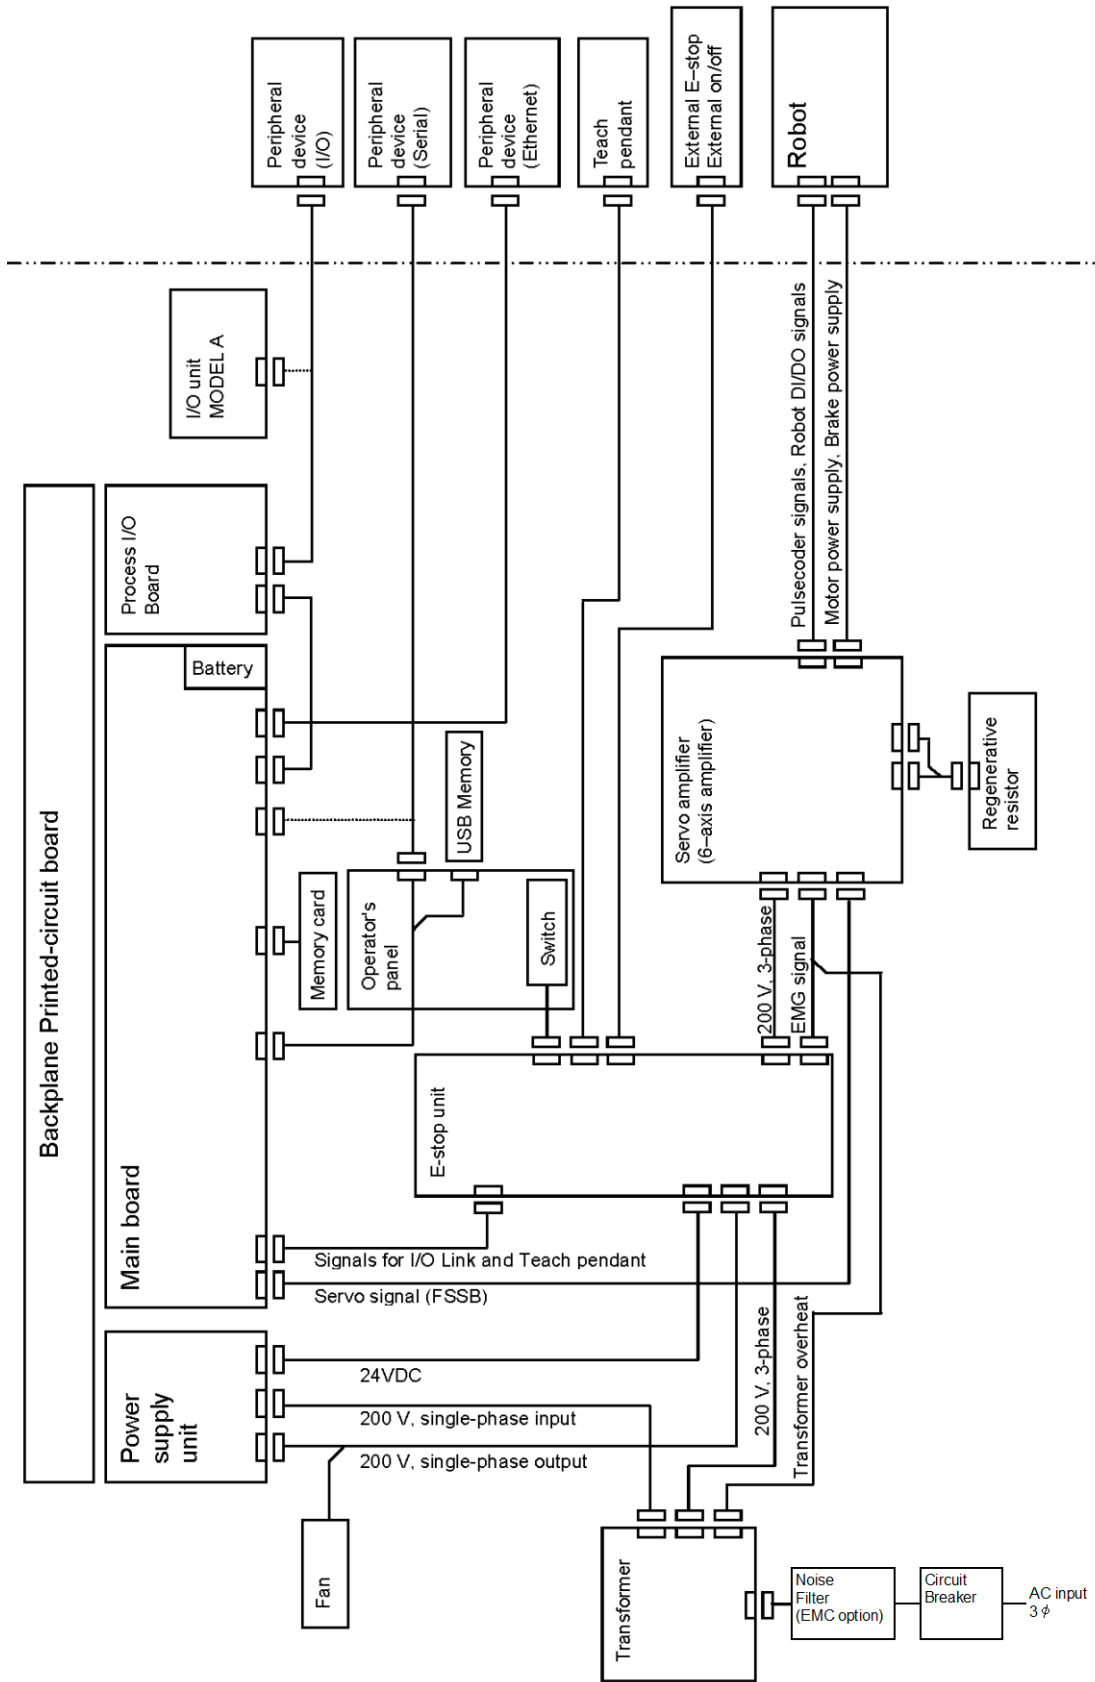 Peripheral
device
(I/O)
Peripheral
device
(Serial)
Peripheral
device
(Ethernet)
Teach
pendant
External E–stop
External on/off
Robot
I/O unit
MODEL A
Pulsecoder signals, Robot DI/DO signals
Motor power supply, Brake power supply
Backplane Printed-circuit board
Process I/O
Board
Main board
Battery
USB Memory
Memory card
Operator's
panel
Switch
Servo amplifier
(6–axis amplifier)
Regenerative
resistor
200 V, 3-phase
EMG signal
E-stop unit
Signals for I/O Link and Teach pendant
Servo signal (FSSB)
Power
supply
unit
24VDC
200 V, single-phase input
200 V, single-phase output
200 V, 3-phase
Transformer overheat
Fan
Transformer
Noise
Filter
(EMC option)
Circuit
Breaker
AC input
3 ϕ